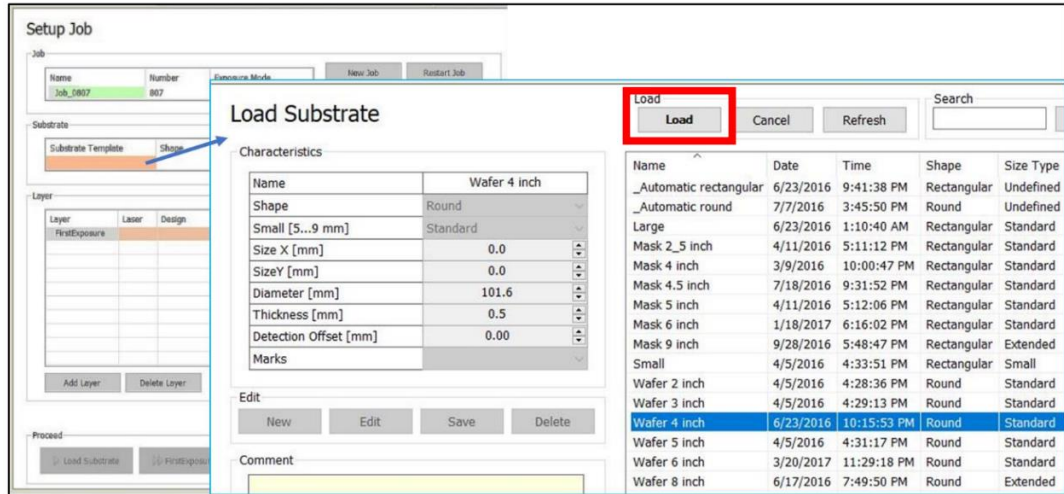 Setup Job
Job
Name Number Exposure Mode
Job_0807 807
New Job Restart Job
Substrate
Substrate Template Shape
Layer
Layer Laser Design
FirstExposure
Add Layer Delete Layer
Proceed
Load Substrate FirstExposu
Load Substrate
Characteristics
Name Wafer 4 inch
Shape Round
Small [5...9 mm] Standard
Size X [mm] 0.0
SizeY [mm] 0.0
Diameter [mm] 101.6
Thickness [mm] 0.5
Detection Offset [mm] 0.00
Marks
Edit
New Edit Save Delete
Comment
Load
Load Cancel Refresh
Search
Name Date Time Shape Size Type
_Automatic rectangular 6/23/2016 9:41:38 PM Rectangular Undefined
_Automatic round 7/7/2016 3:45:50 PM Round Undefined
Large 6/23/2016 1:10:40 AM Rectangular Standard
Mask 2_5 inch 4/11/2016 5:11:12 PM Rectangular Standard
Mask 4 inch 3/9/2016 10:00:47 PM Rectangular Standard
Mask 4.5 inch 7/18/2016 9:31:52 PM Rectangular Standard
Mask 5 inch 4/11/2016 5:12:06 PM Rectangular Standard
Mask 6 inch 1/18/2017 6:16:02 PM Rectangular Standard
Mask 9 inch 9/28/2016 5:48:47 PM Rectangular Extended
Small 4/5/2016 4:33:51 PM Rectangular Small
Wafer 2 inch 4/5/2016 4:28:36 PM Round Standard
Wafer 3 inch 4/5/2016 4:29:13 PM Round Standard
Wafer 4 inch 6/23/2016 10:15:53 PM Round Standard
Wafer 5 inch 4/5/2016 4:31:17 PM Round Standard
Wafer 6 inch 3/20/2017 11:29:18 PM Round Standard
Wafer 8 inch 6/17/2016 7:49:50 PM Round Extended